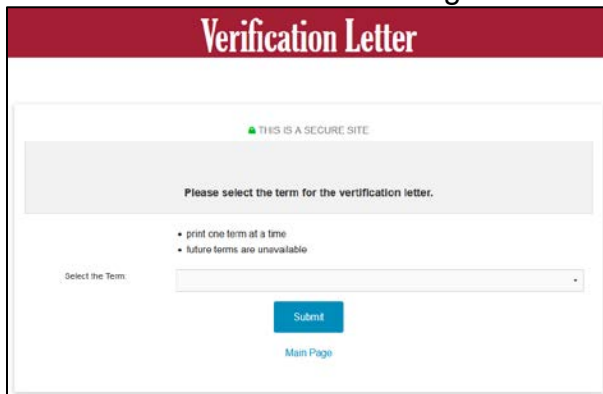 Verification Letter
THIS IS A SECURE SITE
Please select the term for the vertification letter.
• print one term at a time
• future terms are unavailable
Select the Term:
Submit
Main Page